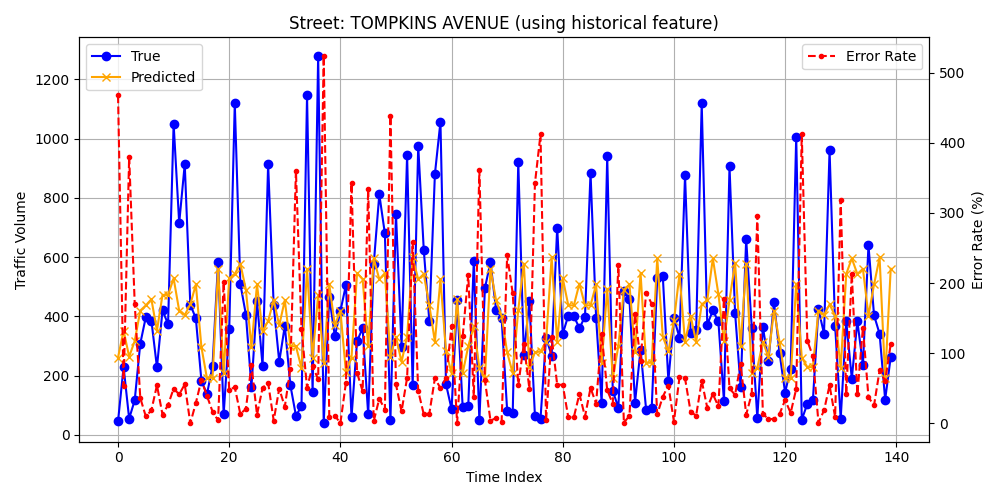 Street: TOMPKINS AVENUE (using historical feature)
True
Predicted
Error Rate
Traffic Volume
0
200
400
600
800
1000
1200
Error Rate (%)
0
100
200
300
400
500
0 20 40 60 80 100 120 140
Time Index